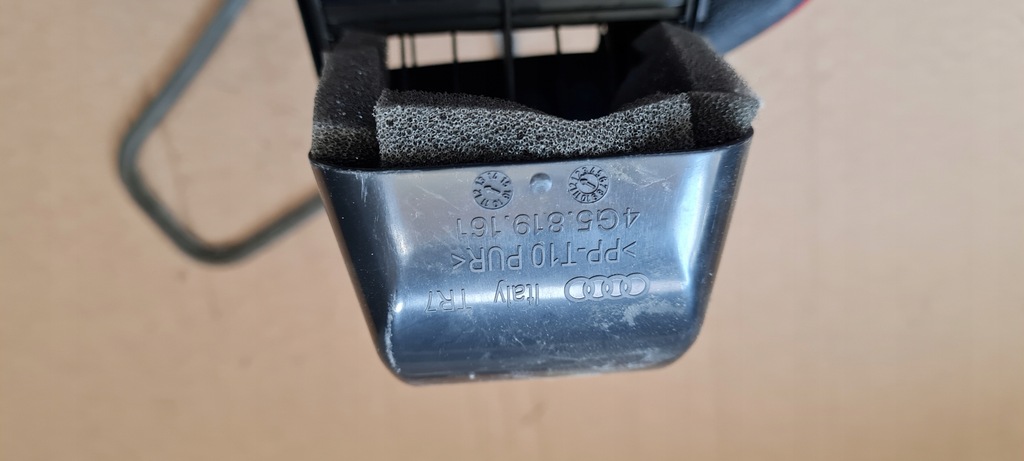 Italy TR7
>PP-T10 PUR<
4G5.819.161